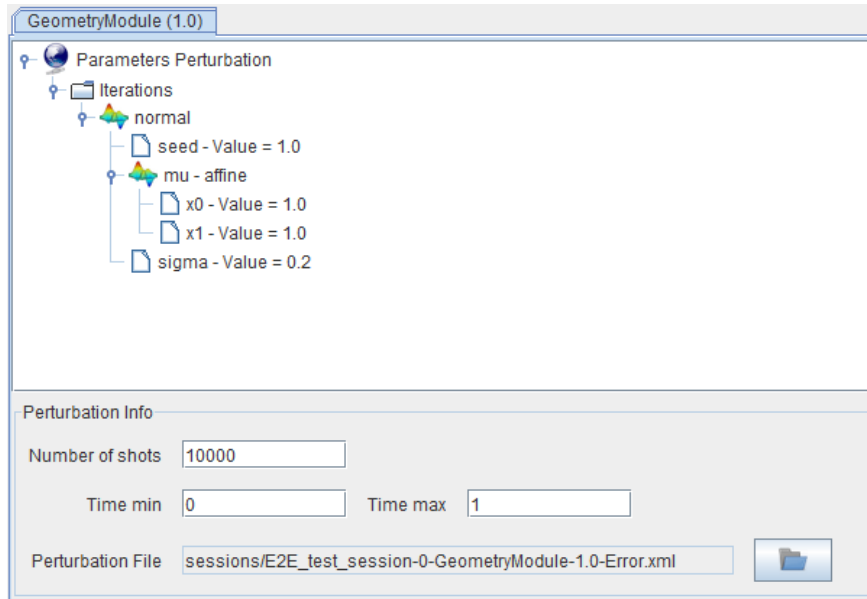 GeometryModule (1.0)
Parameters Perturbation
Iterations
normal
seed - Value = 1.0
mu - affine
x0 - Value = 1.0
x1 - Value = 1.0
sigma - Value = 0.2
Perturbation Info
Number of shots 10000
Time min 0 Time max 1
Perturbation File sessions/E2E_test_session-0-GeometryModule-1.0-Error.xml